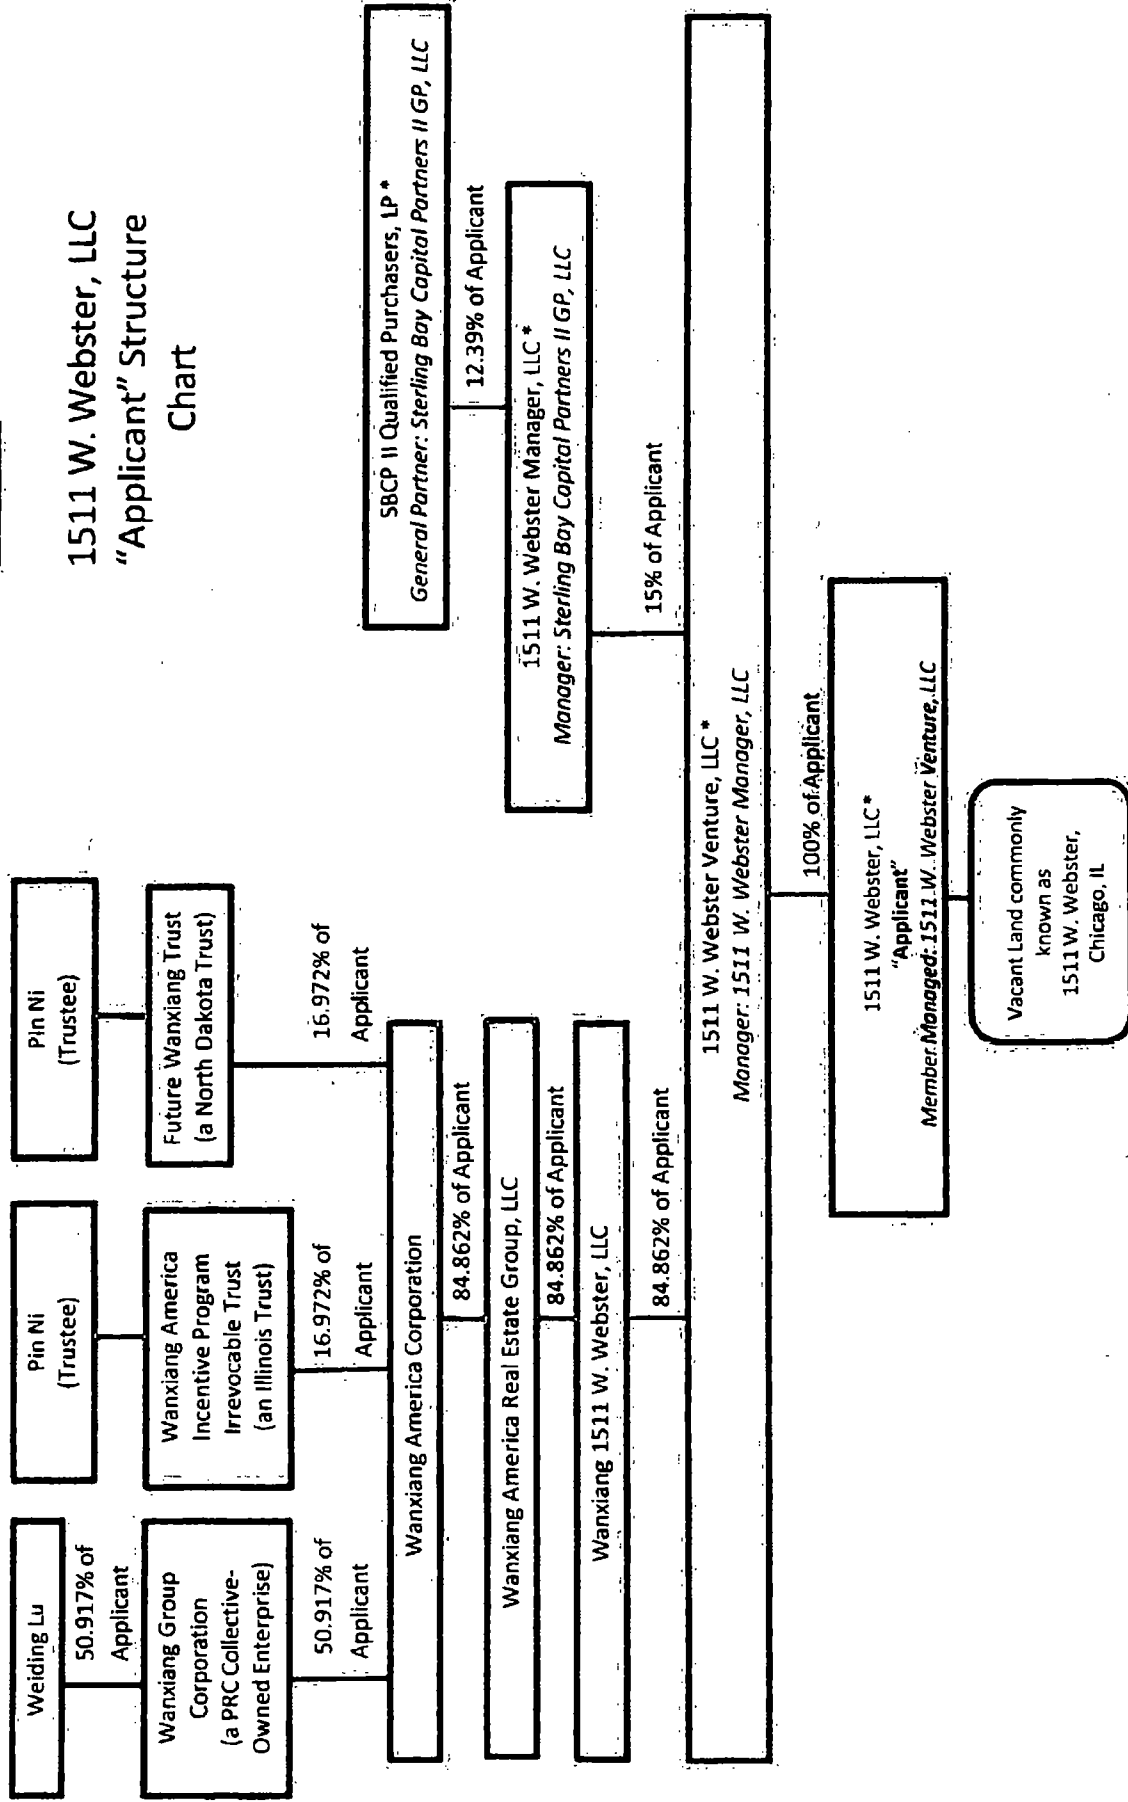 1511 W. Webster, LLC
"Applicant" Structure
Chart
Weiding Lu
50.917% of
Applicant
Wanxiang Group
Corporation
(a PRC Collective-
Owned Enterprise)
50.917% of
Applicant
Pin Ni
(Trustee)
Wanxiang America
Incentive Program
Irrevocable Trust
(an Illinois Trust)
16.972% of
Applicant
Pin Ni
(Trustee)
Future Wanxiang Trust
(a North Dakota Trust)
16.972% of
Applicant
Wanxiang America Corporation
84.862% of Applicant
Wanxiang America Real Estate Group, LLC
84.862% of Applicant
Wanxiang 1511 W. Webster, LLC
84.862% of Applicant
SBCP II Qualified Purchasers, LP *
General Partner: Sterling Bay Capital Partners II GP, LLC
12.39% of Applicant
1511 W. Webster Manager, LLC *
Manager: Sterling Bay Capital Partners II GP, LLC
15% of Applicant
1511 W. Webster Venture, LLC *
Manager: 1511 W. Webster Manager, LLC
100% of Applicant
1511 W. Webster, LLC *
"Applicant"
Member Managed: 1511 W. Webster Venture, LLC
Vacant Land commonly
known as
1511 W. Webster,
Chicago, IL